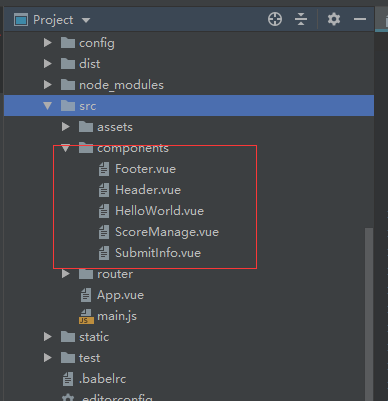 Project
config
dist
node_modules
src
assets
components
Footer.vue
Header.vue
HelloWorld.vue
ScoreManage.vue
SubmitInfo.vue
router
App.vue
JS main.js
static
test
.babelrc
.editorconfig